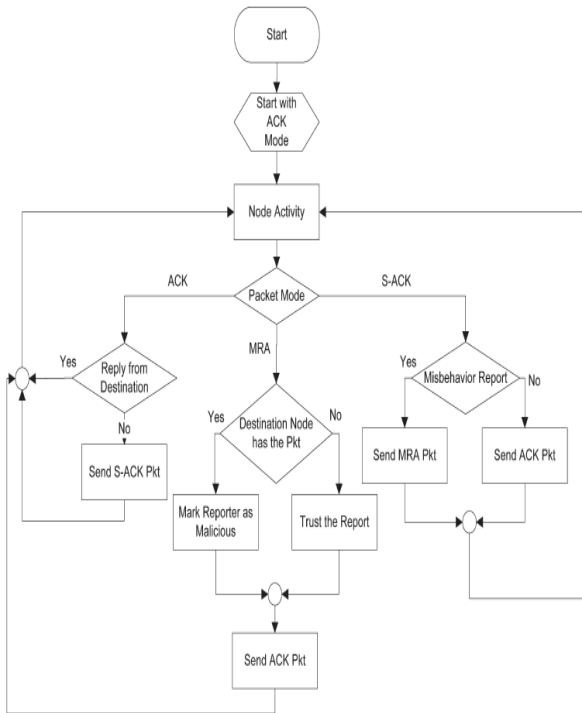 Start
Start with
ACK
Mode
Node Activity
ACK
Packet Mode
S-ACK
MRA
Yes
Reply from
Destination
No
Send S-ACK Pkt
Yes
Destination Node
has the Pkt
No
Mark Reporter as
Malicious
Trust the Report
Send ACK Pkt
Yes
Misbehavior Report
No
Send MRA Pkt
Send ACK Pkt